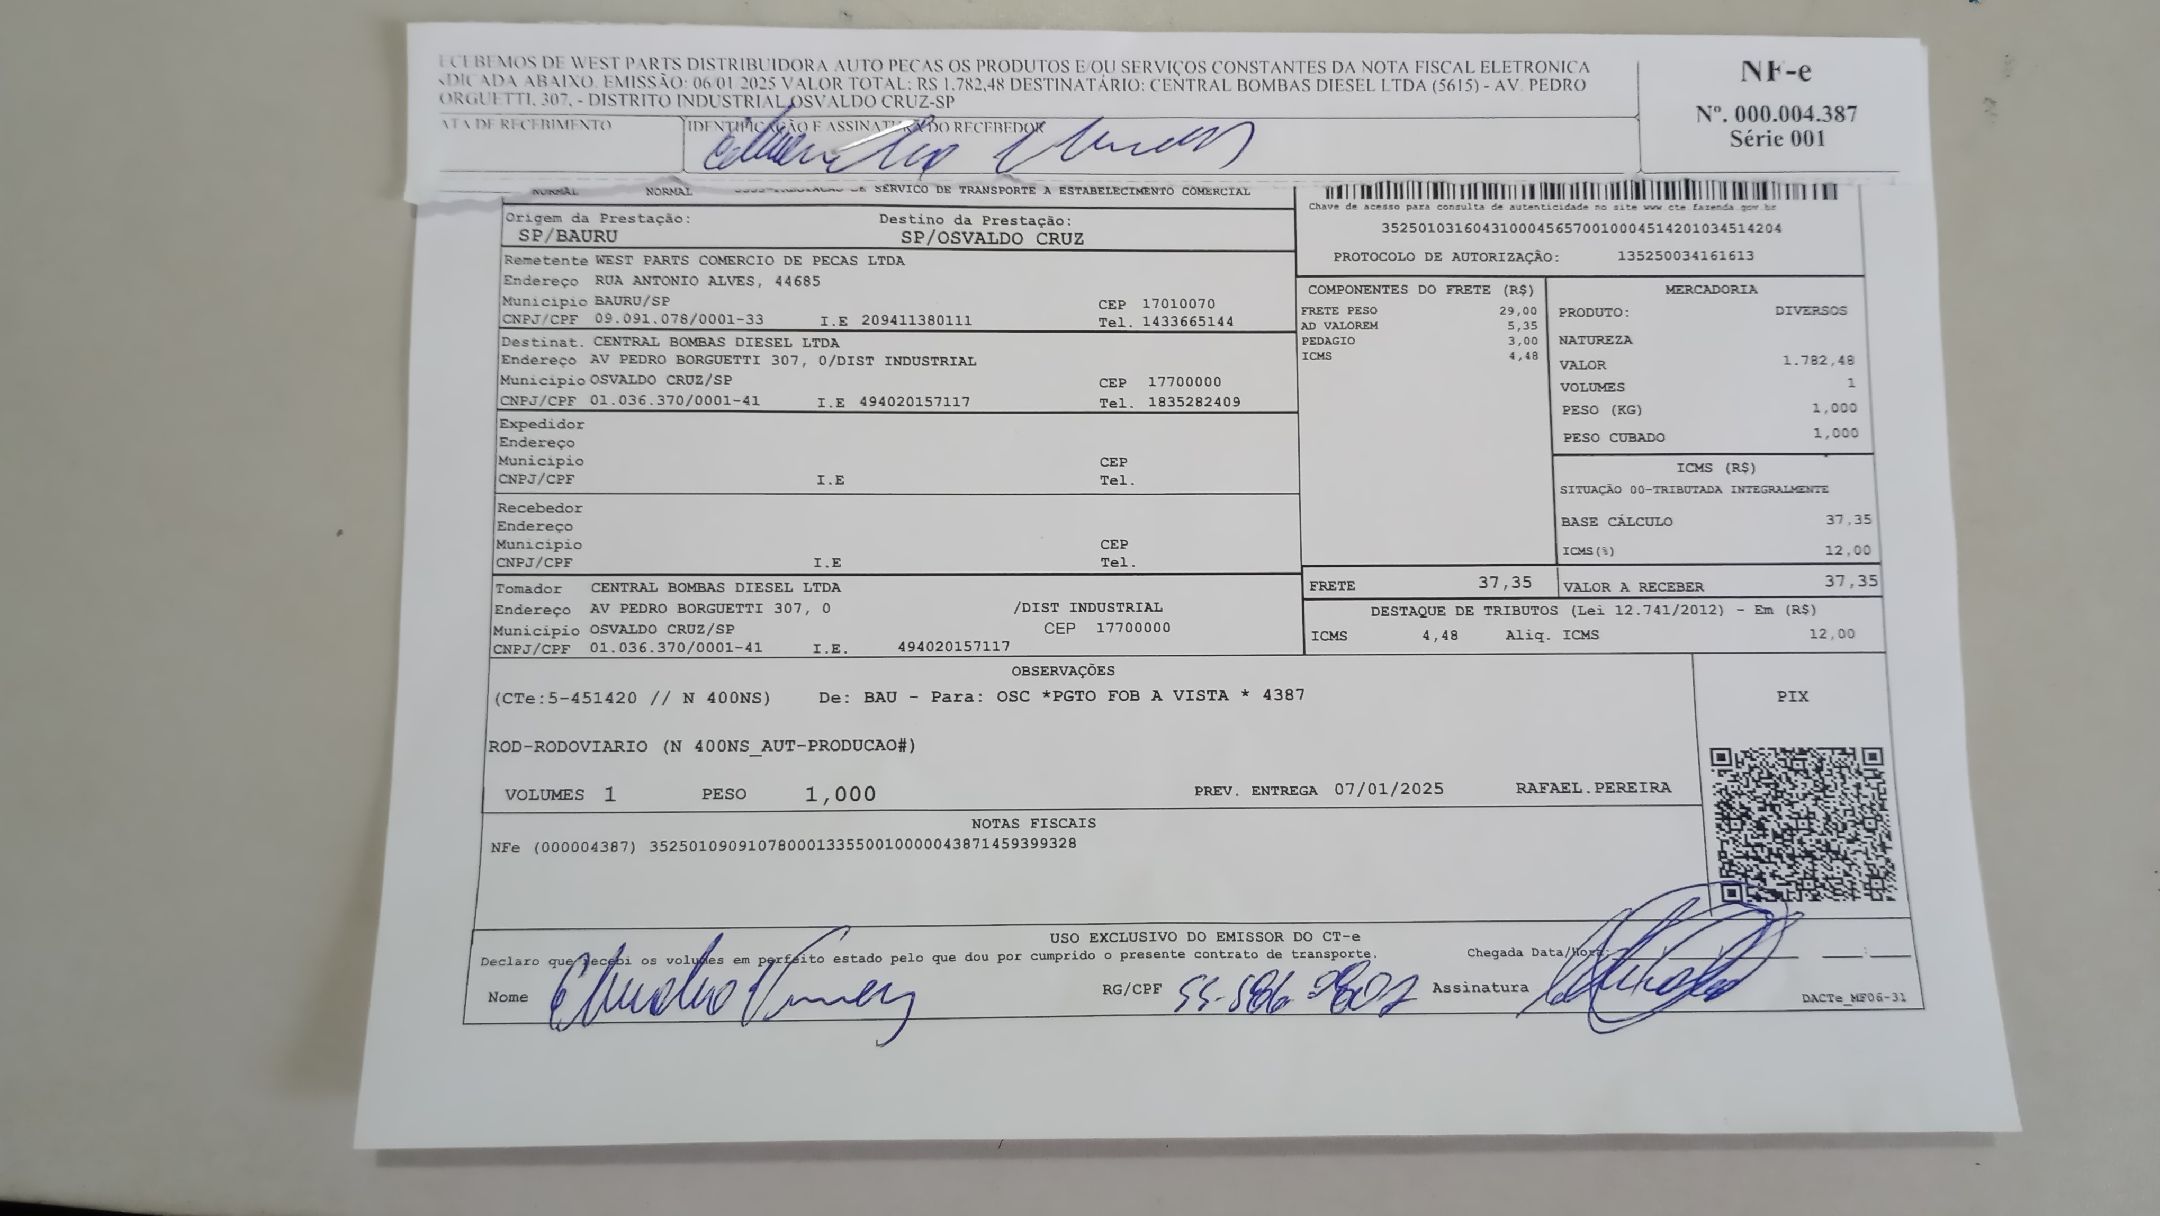 ECEBEMOS DE WEST PARTS DISTRIBUIDORA AUTO PECAS OS PRODUTOS E/OU SERVIÇOS CONSTANTES DA NOTA FISCAL ELETRONICA
DICADA ABAIXO. EMISSÃO: 06/01/2025 VALOR TOTAL: R$ 1.782,48 DESTINATÁRIO: CENTRAL BOMBAS DIESEL LTDA (5615) - AV. PEDRO
ORGUETTI, 307, - DISTRITO INDUSTRIAL OSVALDO CRUZ-SP
NF-e
Nº. 000.004.387
Série 001
ATA DE RECEBIMENTO IDENTIFICAÇÃO E ASSINATURA DO RECEBEDOR
NORMAL NORMAL DE SERVICO DE TRANSPORTE A ESTABELECIMENTO COMERCIAL
Chave de acesso para consulta de autenticidade no site www.cte.fazenda.gov.br
35250103160431000456570010004514201034514204
PROTOCOLO DE AUTORIZAÇÃO: 135250034161613
Origem da Prestação: Destino da Prestação:
SP/BAURU SP/OSVALDO CRUZ
Remetente WEST PARTS COMERCIO DE PECAS LTDA
Endereço RUA ANTONIO ALVES, 44685
Municipio BAURU/SP CEP 17010070
CNPJ/CPF 09.091.078/0001-33 I.E 209411380111 Tel. 1433665144
Destinat. CENTRAL BOMBAS DIESEL LTDA
Endereço AV PEDRO BORGUETTI 307, 0/DIST INDUSTRIAL
Municipio OSVALDO CRUZ/SP CEP 17700000
CNPJ/CPF 01.036.370/0001-41 I.E 494020157117 Tel. 1835282409
Expedidor
Endereço
Municipio CEP
CNPJ/CPF I.E Tel.
Recebedor
Endereço
Municipio CEP
CNPJ/CPF I.E Tel.
Tomador CENTRAL BOMBAS DIESEL LTDA
Endereço AV PEDRO BORGUETTI 307, 0 /DIST INDUSTRIAL
Municipio OSVALDO CRUZ/SP CEP 17700000
CNPJ/CPF 01.036.370/0001-41 I.E. 494020157117
COMPONENTES DO FRETE (R$)
FRETE PESO 29,00
AD VALOREM 5,35
PEDAGIO 3,00
ICMS 4,48
MERCADORIA
PRODUTO: DIVERSOS
NATUREZA
VALOR 1.782,48
VOLUMES 1
PESO (KG) 1,000
PESO CUBADO 1,000
ICMS (R$)
SITUAÇÃO 00-TRIBUTADA INTEGRALMENTE
BASE CÁLCULO 37,35
ICMS(%) 12,00
FRETE 37,35 VALOR A RECEBER 37,35
DESTAQUE DE TRIBUTOS (Lei 12.741/2012) - Em (R$)
ICMS 4,48 Aliq. ICMS 12,00
OBSERVAÇÕES
(CTe:5-451420 // N 400NS) De: BAU - Para: OSC *PGTO FOB A VISTA * 4387
ROD-RODOVIARIO (N 400NS_AUT-PRODUCAO#)
VOLUMES 1 PESO 1,000 PREV. ENTREGA 07/01/2025 RAFAEL.PEREIRA
PIX
NOTAS FISCAIS
NFe (000004387) 35250109091078000133550010000043871459399328
USO EXCLUSIVO DO EMISSOR DO CT-e
Declaro que recebi os volumes em perfeito estado pelo que dou por cumprido o presente contrato de transporte. Chegada Data/Hora:
Nome RG/CPF Assinatura
DACTe_MF06-31